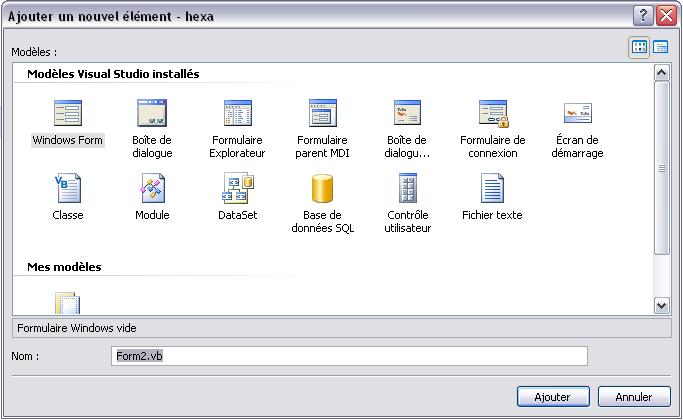 Ajouter un nouvel élément - hexa
Modèles :
Modèles Visual Studio installés
Windows Form
Boîte de dialogue
Formulaire Explorateur
Formulaire parent MDI
Boîte de dialogu...
Formulaire de connexion
Écran de démarrage
Classe
Module
DataSet
Base de données SQL
Contrôle utilisateur
Fichier texte
Mes modèles
Formulaire Windows vide
Nom :
Form2.vb
Ajouter
Annuler